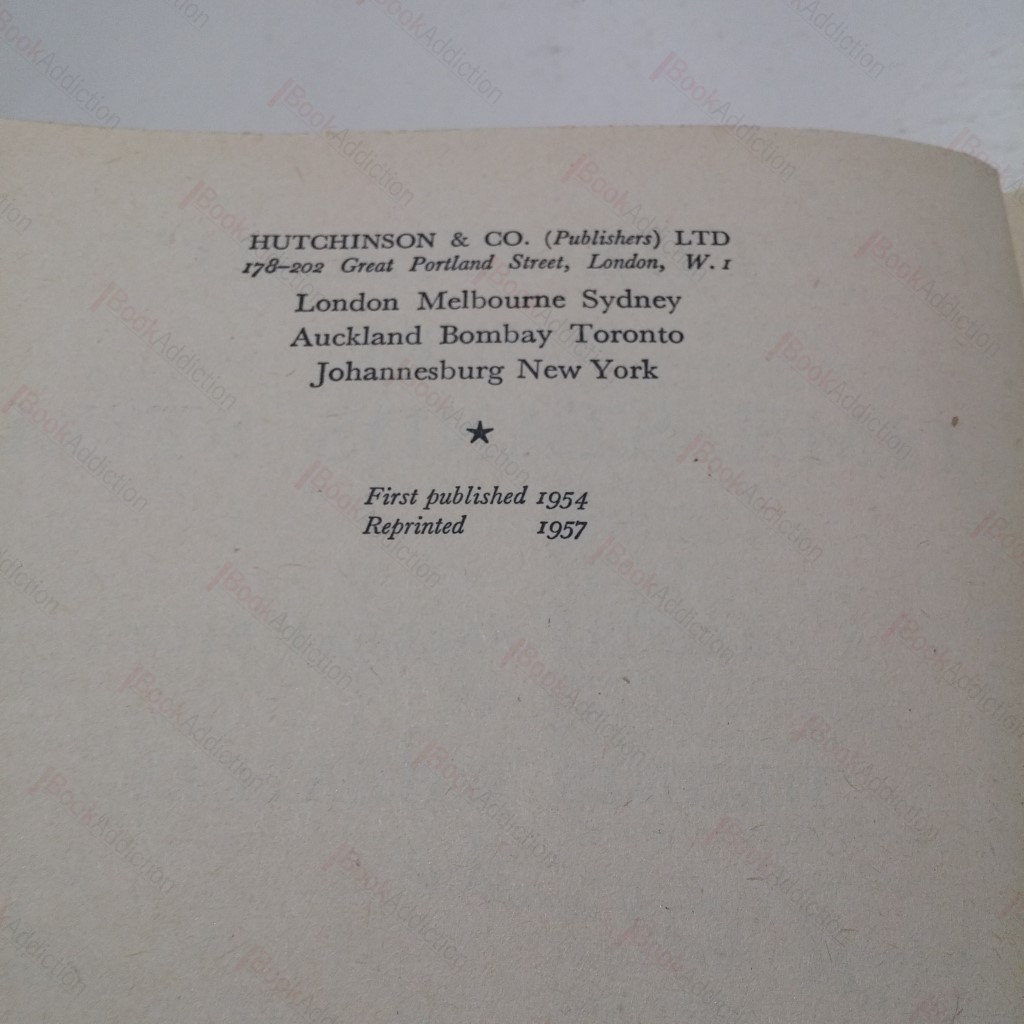 HUTCHINSON & CO. (Publishers) LTD
178–202 Great Portland Street, London, W. 1
London Melbourne Sydney
Auckland Bombay Toronto
Johannesburg New York
★
First published 1954
Reprinted 1957
BookAddiction